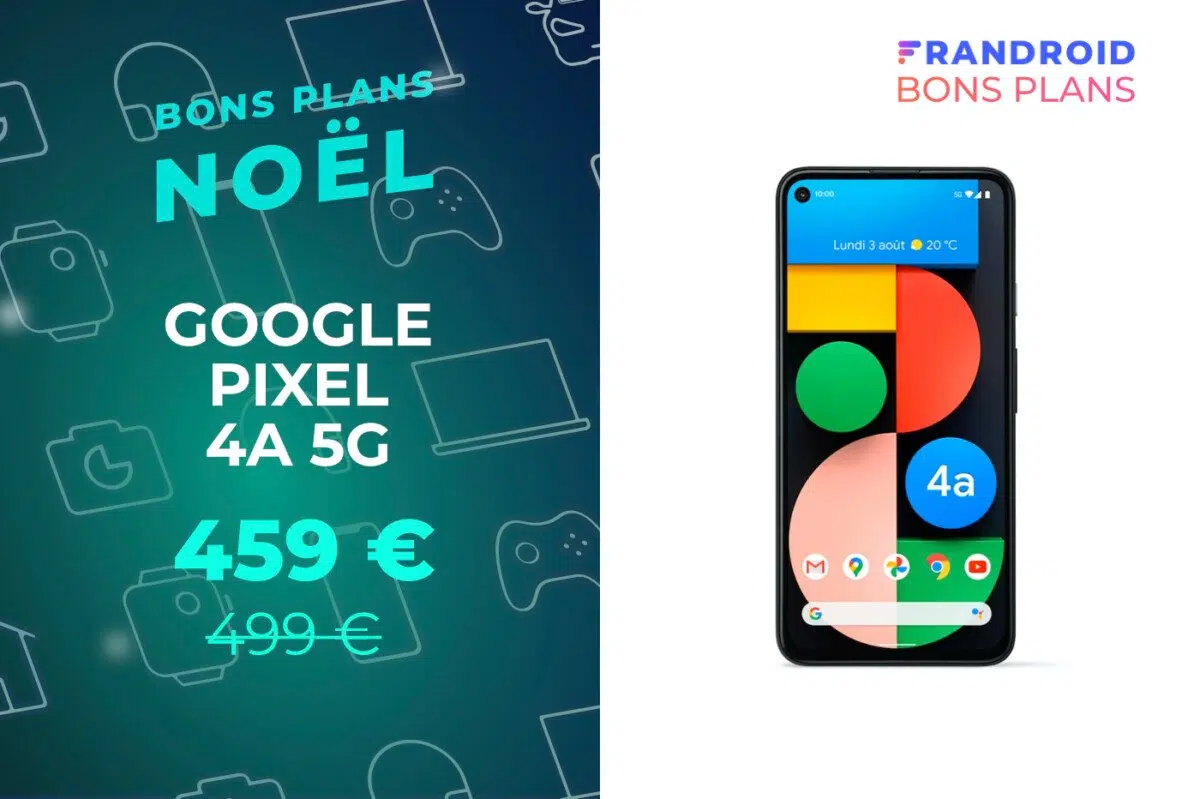 BONS PLANS
NOËL
GOOGLE
PIXEL
4A 5G
459 €
499 €
FRANDROID
BONS PLANS
10:00
5G
Lundi 3 août 20 °C
4a